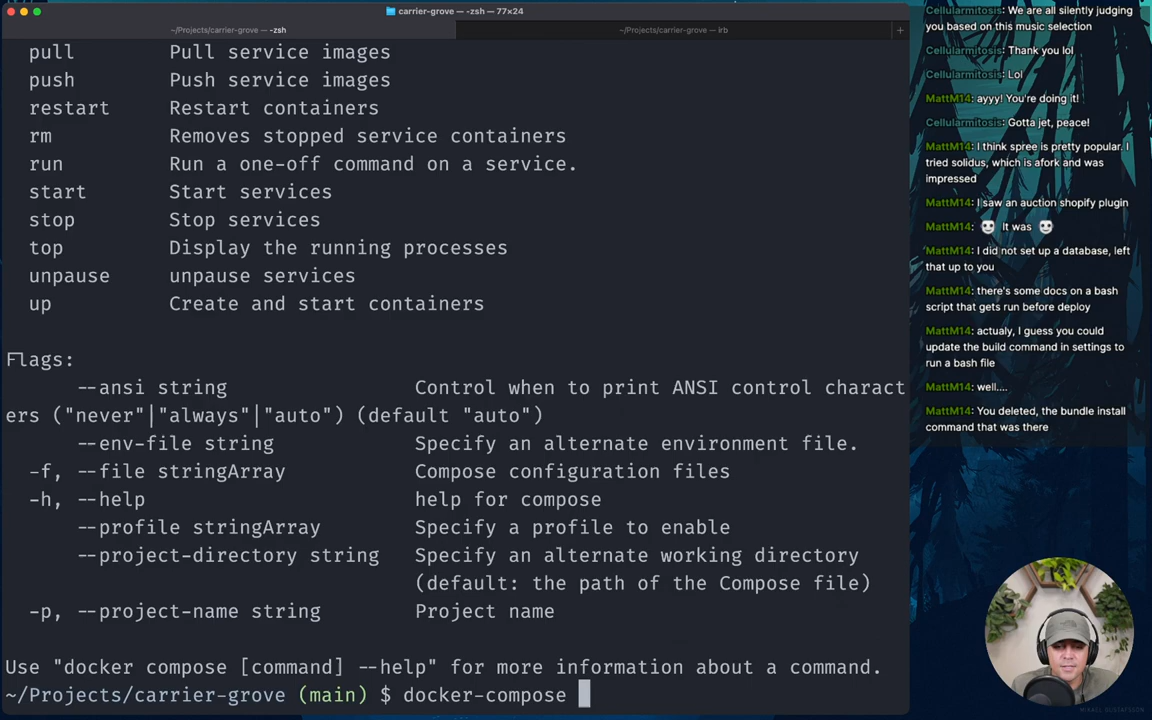 carrier-grove — -zsh — 77×24
~/Projects/carrier-grove — -zsh
~/Projects/carrier-grove — irb
+
pull Pull service images
push Push service images
restart Restart containers
rm Removes stopped service containers
run Run a one-off command on a service.
start Start services
stop Stop services
top Display the running processes
unpause unpause services
up Create and start containers
Flags:
--ansi string Control when to print ANSI control charact
ers ("never"|"always"|"auto") (default "auto")
--env-file string Specify an alternate environment file.
-f, --file stringArray Compose configuration files
-h, --help help for compose
--profile stringArray Specify a profile to enable
--project-directory string Specify an alternate working directory
(default: the path of the Compose file)
-p, --project-name string Project name
Use "docker compose [command] --help" for more information about a command.
~/Projects/carrier-grove (main) $ docker-compose
Cellularmitosis: We are all silently judging
you based on this music selection
Cellularmitosis: Thank you lol
Cellularmitosis: Lol
MattM14: ayyy! You're doing it!
Cellularmitosis: Gotta jet, peace!
MattM14: I think spree is pretty popular. I
tried solidus, which is afork and was
impressed
MattM14: I saw an auction shopify plugin
MattM14: It was
MattM14: I did not set up a database, left
that up to you
MattM14: there's some docs on a bash
script that gets run before deploy
MattM14: actualy, I guess you could
update the build command in settings to
run a bash file
MattM14: well....
MattM14: You deleted, the bundle install
command that was there
MIKAEL GUSTAFSSON